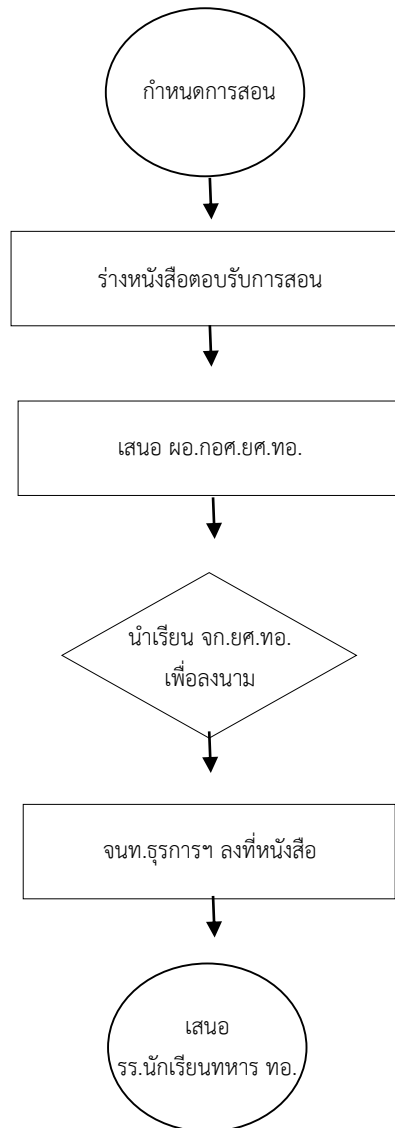 กำหนดการสอน
ร่างหนังสือตอบรับการสอน
เสนอ ผอ.กอศ.ยศ.ทอ.
นำเรียน จก.ยศ.ทอ.
เพื่อลงนาม
จนท.ธุรการฯ ลงที่หนังสือ
เสนอ
รร.นักเรียนทหาร ทอ.